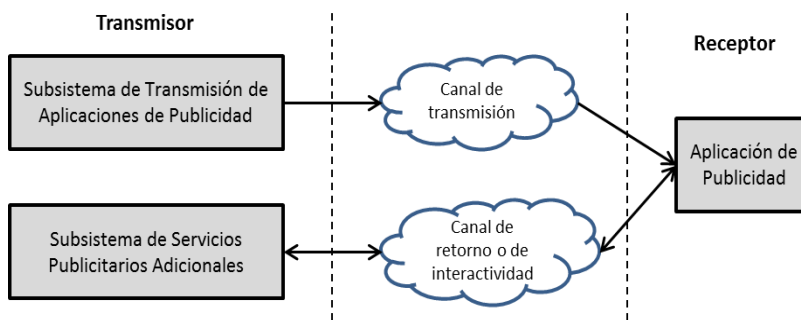 Transmisor
Receptor
Subsistema de Transmisión de
Aplicaciones de Publicidad
Canal de
transmisión
Aplicación de
Publicidad
Subsistema de Servicios
Publicitarios Adicionales
Canal de
retorno o de
interactividad